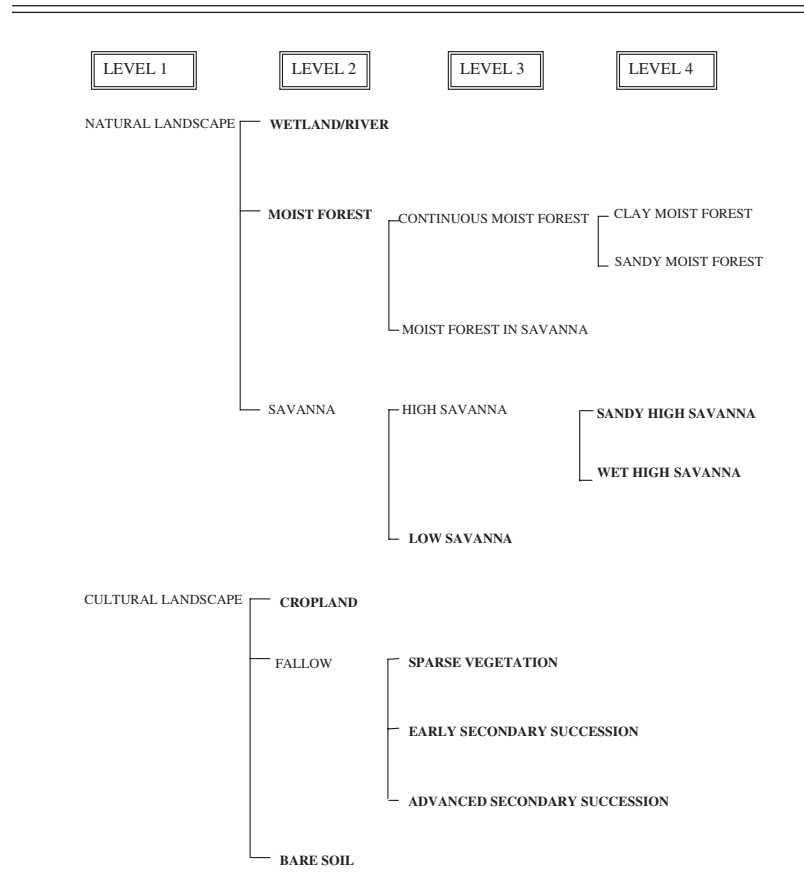 LEVEL 1 LEVEL 2 LEVEL 3 LEVEL 4
NATURAL LANDSCAPE WETLAND/RIVER
MOIST FOREST CONTINUOUS MOIST FOREST CLAY MOIST FOREST
SANDY MOIST FOREST
MOIST FOREST IN SAVANNA
SAVANNA HIGH SAVANNA SANDY HIGH SAVANNA
WET HIGH SAVANNA
LOW SAVANNA
CULTURAL LANDSCAPE CROPLAND
FALLOW SPARSE VEGETATION
EARLY SECONDARY SUCCESSION
ADVANCED SECONDARY SUCCESSION
BARE SOIL